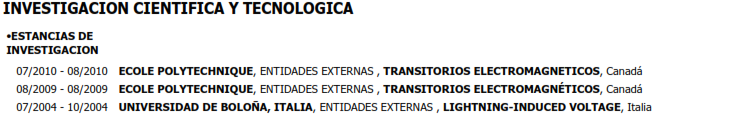 INVESTIGACION CIENTIFICA Y TECNOLOGICA
•ESTANCIAS DE
INVESTIGACION
07/2010 - 08/2010 ECOLE POLYTECHNIQUE, ENTIDADES EXTERNAS , TRANSITORIOS ELECTROMAGNETICOS, Canadá
08/2009 - 08/2009 ECOLE POLYTECHNIQUE, ENTIDADES EXTERNAS , TRANSITORIOS ELECTROMAGNÉTICOS, Canadá
07/2004 - 10/2004 UNIVERSIDAD DE BOLOÑA, ITALIA, ENTIDADES EXTERNAS , LIGHTNING-INDUCED VOLTAGE, Italia